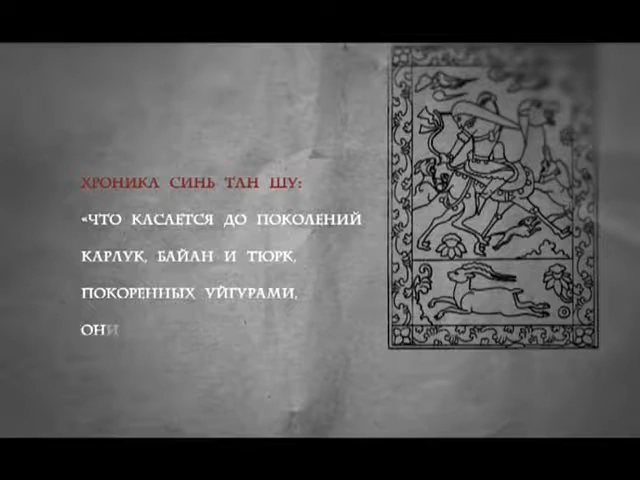 ХРОНИКА СИНЬ ТАН ШУ:
«ЧТО КАСАЕТСЯ ДО ПОКОЛЕНИЙ
КАРЛУК, БАЙАН И ТЮРК,
ПОКОРЕННЫХ УЙГУРАМИ,
ОНИ